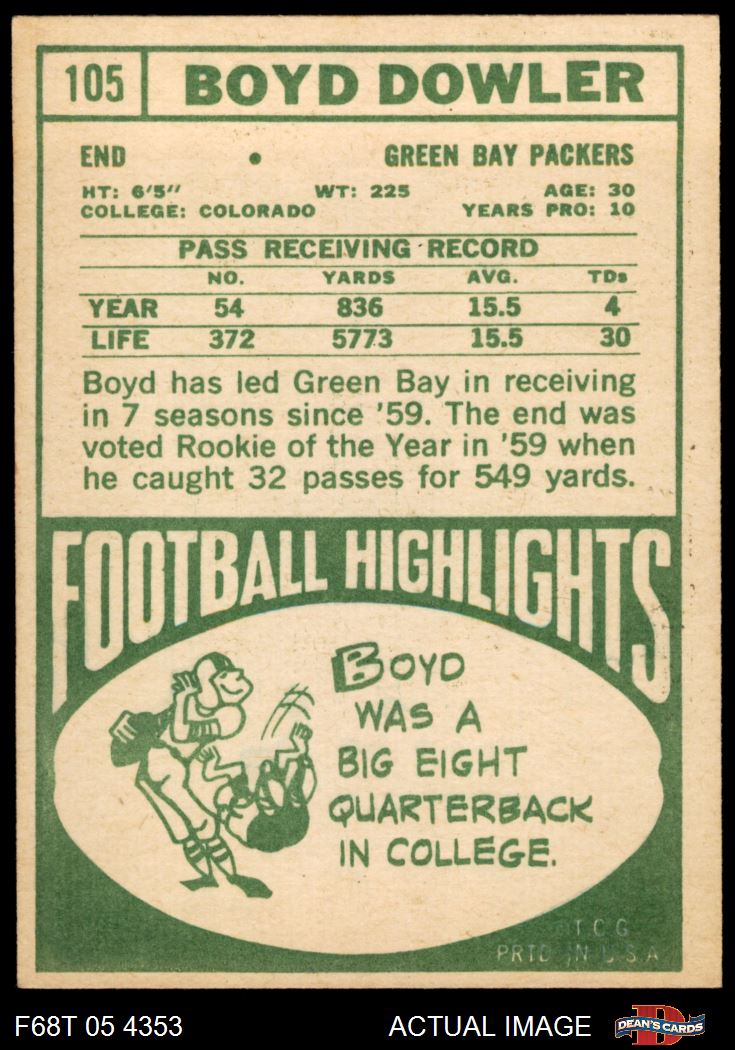 105 BOYD DOWLER
END • GREEN BAY PACKERS
HT: 6'5" WT: 225 AGE: 30
COLLEGE: COLORADO YEARS PRO: 10
PASS RECEIVING RECORD
NO. YARDS AVG. TDs
YEAR 54 836 15.5 4
LIFE 372 5773 15.5 30
Boyd has led Green Bay in receiving
in 7 seasons since '59. The end was
voted Rookie of the Year in '59 when
he caught 32 passes for 549 yards.
FOOTBALL HIGHLIGHTS
BOYD
WAS A
BIG EIGHT
QUARTERBACK
IN COLLEGE.
©T.C.G.
PRTD. IN U.S.A.
F68T 05 4353 ACTUAL IMAGE DEAN'S CARDS